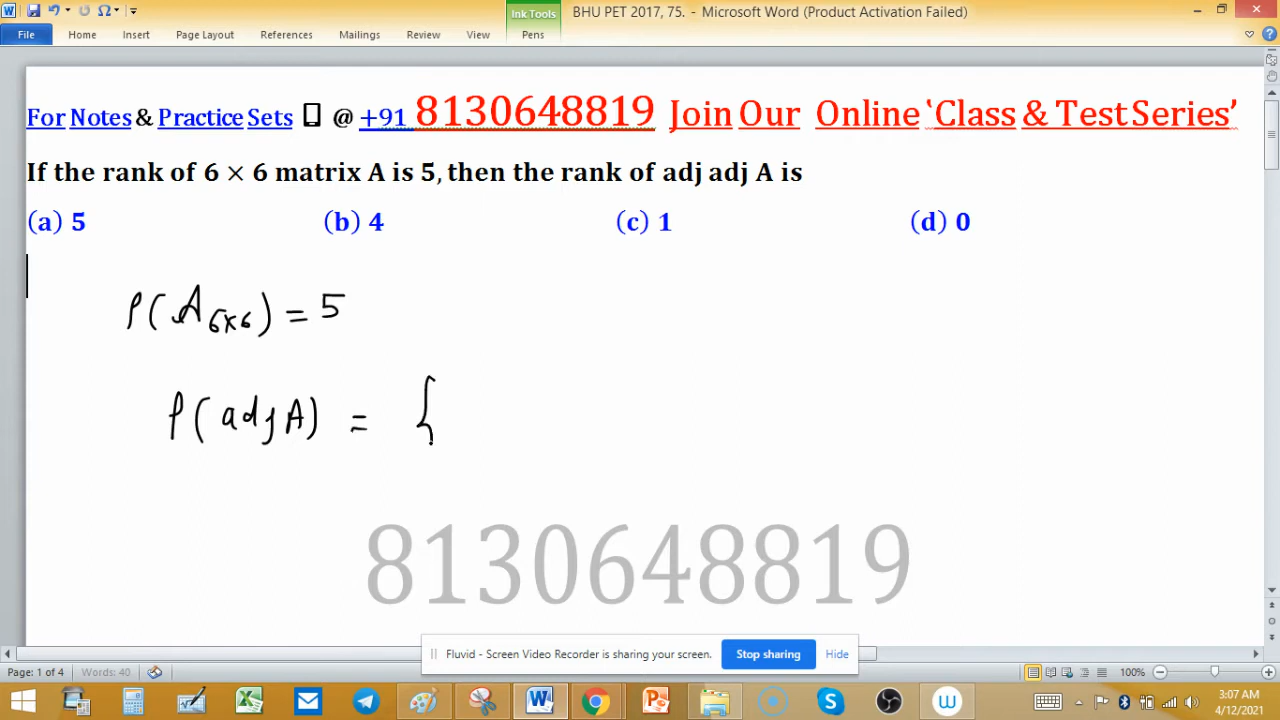 Ink Tools
BHU PET 2017, 75. - Microsoft Word (Product Activation Failed)
File Home Insert Page Layout References Mailings Review View Pens
For Notes & Practice Sets @ +91 8130648819 Join Our Online 'Class & Test Series'
If the rank of 6 × 6 matrix A is 5, then the rank of adj adj A is
(a) 5 (b) 4 (c) 1 (d) 0
ρ(A₆ₓ₆) = 5
ρ(adj A) = {
8130648819
Fluvid - Screen Video Recorder is sharing your screen. Stop sharing Hide
Page: 1 of 4 Words: 40 100%
3:07 AM
4/12/2021